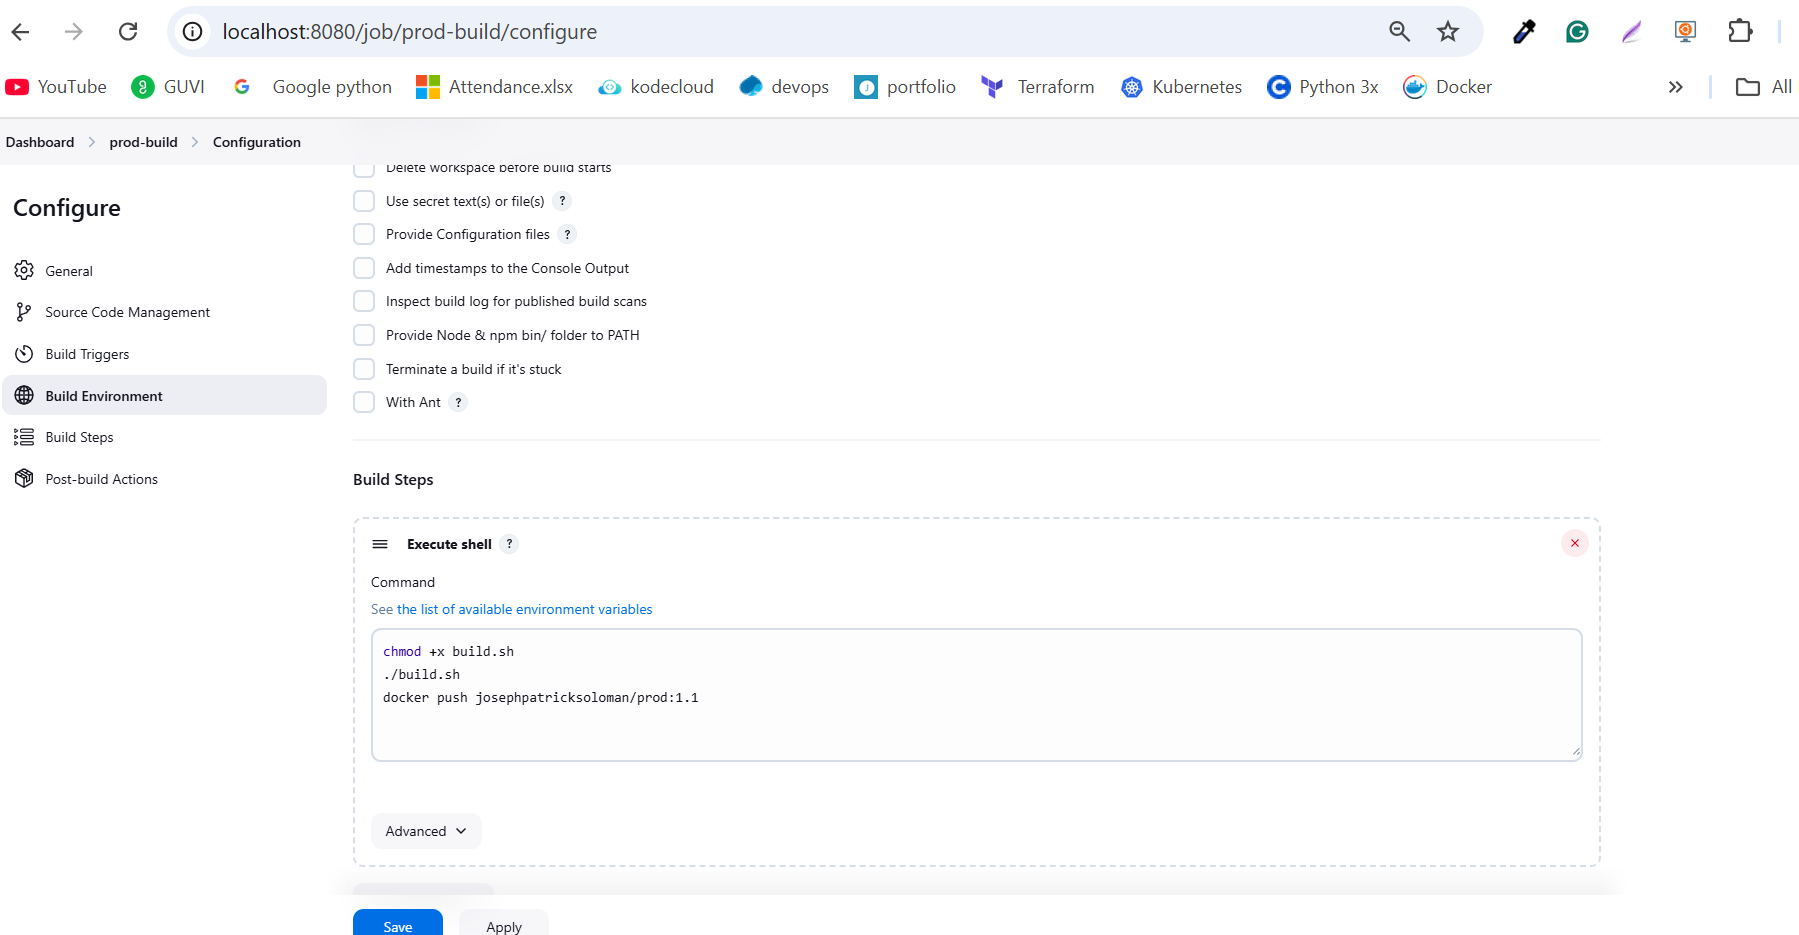 localhost:8080/job/prod-build/configure
YouTube GUVI Google python Attendance.xlsx kodecloud devops portfolio Terraform Kubernetes Python 3x Docker » All
Dashboard > prod-build > Configuration
Delete workspace before build starts
Configure
Use secret text(s) or file(s) ?
Provide Configuration files ?
General
Add timestamps to the Console Output
Source Code Management
Inspect build log for published build scans
Provide Node & npm bin/ folder to PATH
Build Triggers
Terminate a build if it's stuck
Build Environment
With Ant ?
Build Steps
Post-build Actions
Build Steps
Execute shell ?
Command
See the list of available environment variables
chmod +x build.sh
./build.sh
docker push josephpatricksoloman/prod:1.1
Advanced
Save Apply